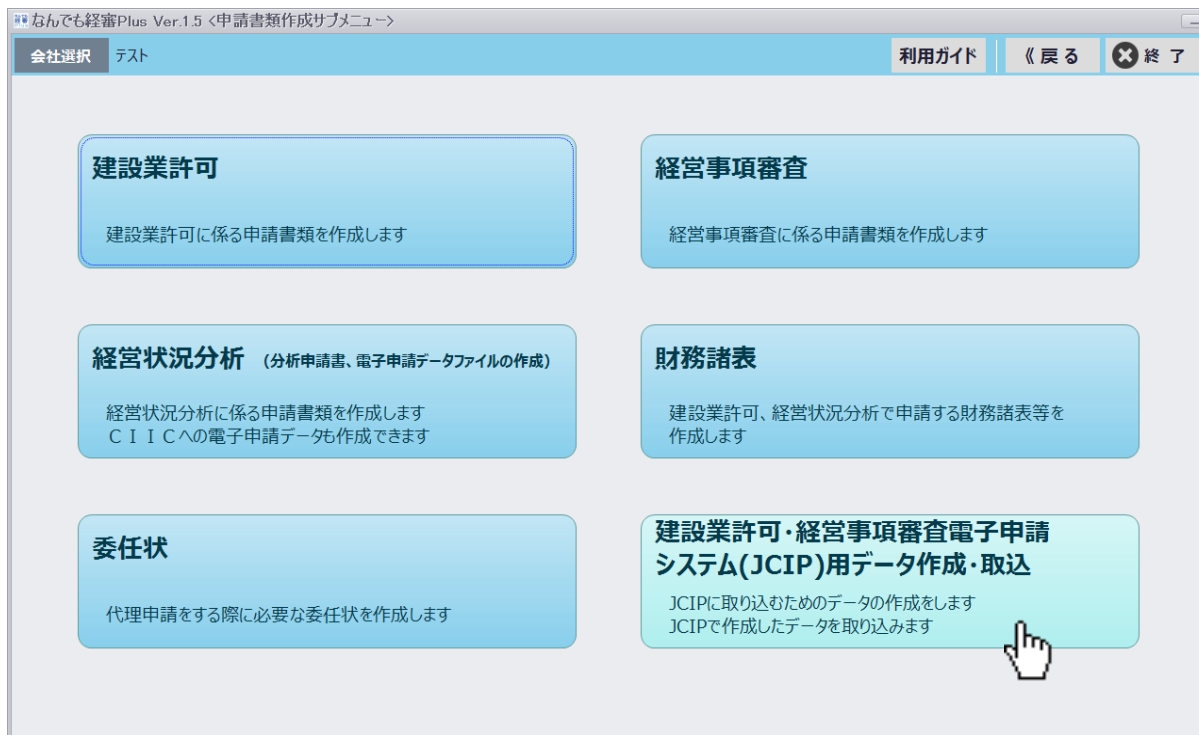 なんでも経審Plus Ver.1.5 <申請書類作成サブメニュー>
会社選択 テスト 利用ガイド 《戻る 終 了
建設業許可
建設業許可に係る申請書類を作成します
経営事項審査
経営事項審査に係る申請書類を作成します
経営状況分析 (分析申請書、電子申請データファイルの作成)
経営状況分析に係る申請書類を作成します
ＣＩＩＣへの電子申請データも作成できます
財務諸表
建設業許可、経営状況分析で申請する財務諸表等を
作成します
委任状
代理申請をする際に必要な委任状を作成します
建設業許可・経営事項審査電子申請
システム(JCIP)用データ作成・取込
JCIPに取り込むためのデータの作成をします
JCIPで作成したデータを取り込みます